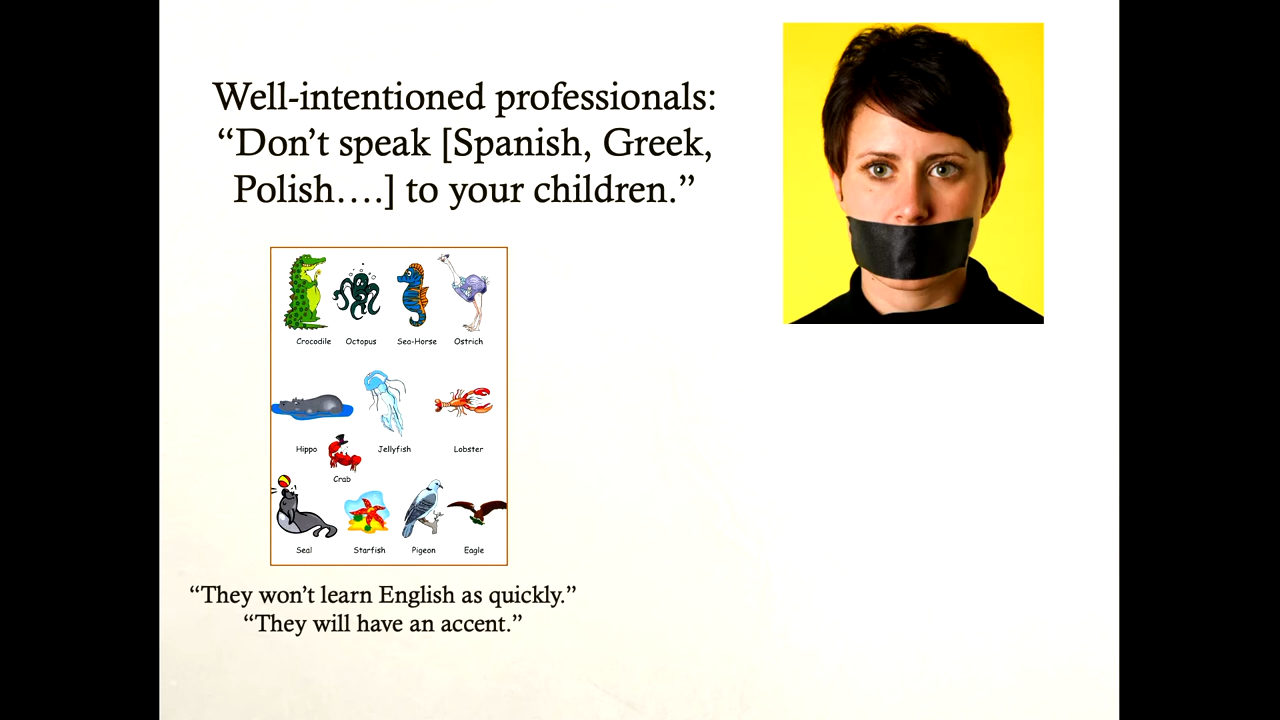 Well-intentioned professionals:
“Don’t speak [Spanish, Greek,
Polish….] to your children.”
Crocodile Octopus Sea-Horse Ostrich
Hippo Jellyfish Lobster
Crab
Seal Starfish Pigeon Eagle
“They won’t learn English as quickly.”
“They will have an accent.”